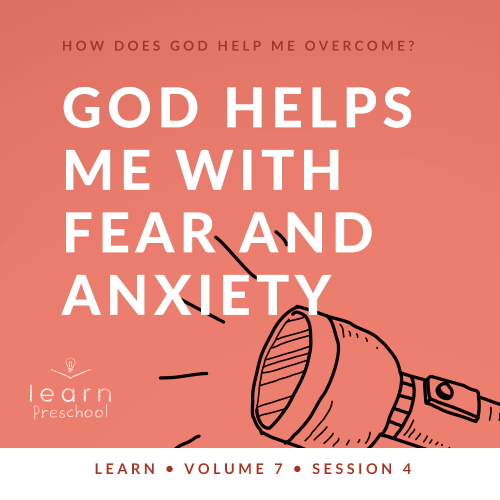 HOW DOES GOD HELP ME OVERCOME?
GOD HELPS
ME WITH
FEAR AND
ANXIETY
learn
Preschool
LEARN • VOLUME 7 • SESSION 4